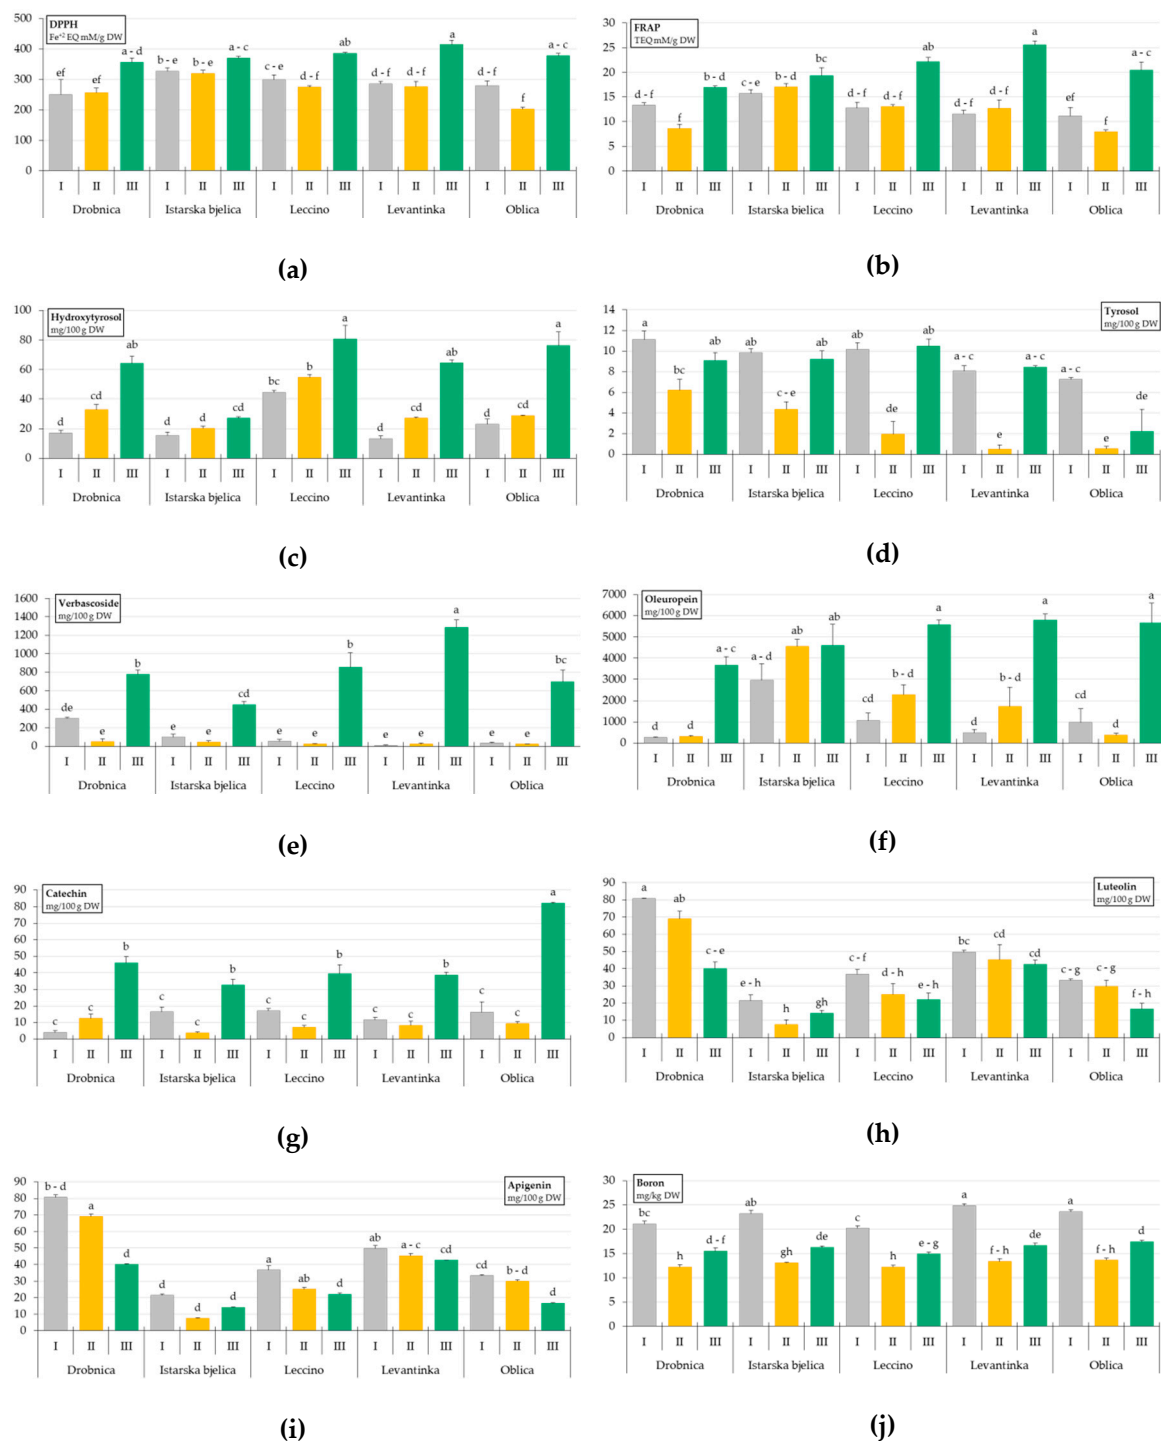 DPPH
Fe⁺² EQ mM/g DW
500
400
300
200
100
0
ef ef a - d b - e b - e a - c c - e d - f ab d - f d - f a d - f f a - c
I II III I II III I II III I II III I II III
Drobnica Istarska bjelica Leccino Levantinka Oblica
(a)
FRAP
TEQ mM/g DW
30
25
20
15
10
5
0
d - f f b - d c - e b - d bc d - f d - f ab d - f d - f a ef f a - c
I II III I II III I II III I II III I II III
Drobnica Istarska bjelica Leccino Levantinka Oblica
(b)
Hydroxytyrosol
mg/100 g DW
100
80
60
40
20
0
d cd ab d d cd bc b a d cd ab d cd a
I II III I II III I II III I II III I II III
Drobnica Istarska bjelica Leccino Levantinka Oblica
(c)
Tyrosol
mg/100 g DW
14
12
10
8
6
4
2
0
a bc ab ab c - e ab ab de ab a - c e a - c a - c e de
I II III I II III I II III I II III I II III
Drobnica Istarska bjelica Leccino Levantinka Oblica
(d)
Verbascoside
mg/100 g DW
1600
1400
1200
1000
800
600
400
200
0
de e b e e cd e e b e e a e e bc
I II III I II III I II III I II III I II III
Drobnica Istarska bjelica Leccino Levantinka Oblica
(e)
Oleuropein
mg/100 g DW
7000
6000
5000
4000
3000
2000
1000
0
d d a - c a - d ab ab cd b - d a d b - d a cd d a
I II III I II III I II III I II III I II III
Drobnica Istarska bjelica Leccino Levantinka Oblica
(f)
Catechin
mg/100 g DW
90
80
70
60
50
40
30
20
10
0
c c b c c b c c b c c b c c a
I II III I II III I II III I II III I II III
Drobnica Istarska bjelica Leccino Levantinka Oblica
(g)
Luteolin
mg/100 g DW
90
80
70
60
50
40
30
20
10
0
a ab c - e e - h h gh c - f d - h e - h bc cd cd c - g c - g f - h
I II III I II III I II III I II III I II III
Drobnica Istarska bjelica Leccino Levantinka Oblica
(h)
Apigenin
mg/100 g DW
90
80
70
60
50
40
30
20
10
0
b - d a d d d d a ab d ab a - c cd cd b - d d
I II III I II III I II III I II III I II III
Drobnica Istarska bjelica Leccino Levantinka Oblica
(i)
Boron
mg/kg DW
30
25
20
15
10
5
0
bc h d - f ab gh de c h e - g a f - h de a f - h d
I II III I II III I II III I II III I II III
Drobnica Istarska bjelica Leccino Levantinka Oblica
(j)